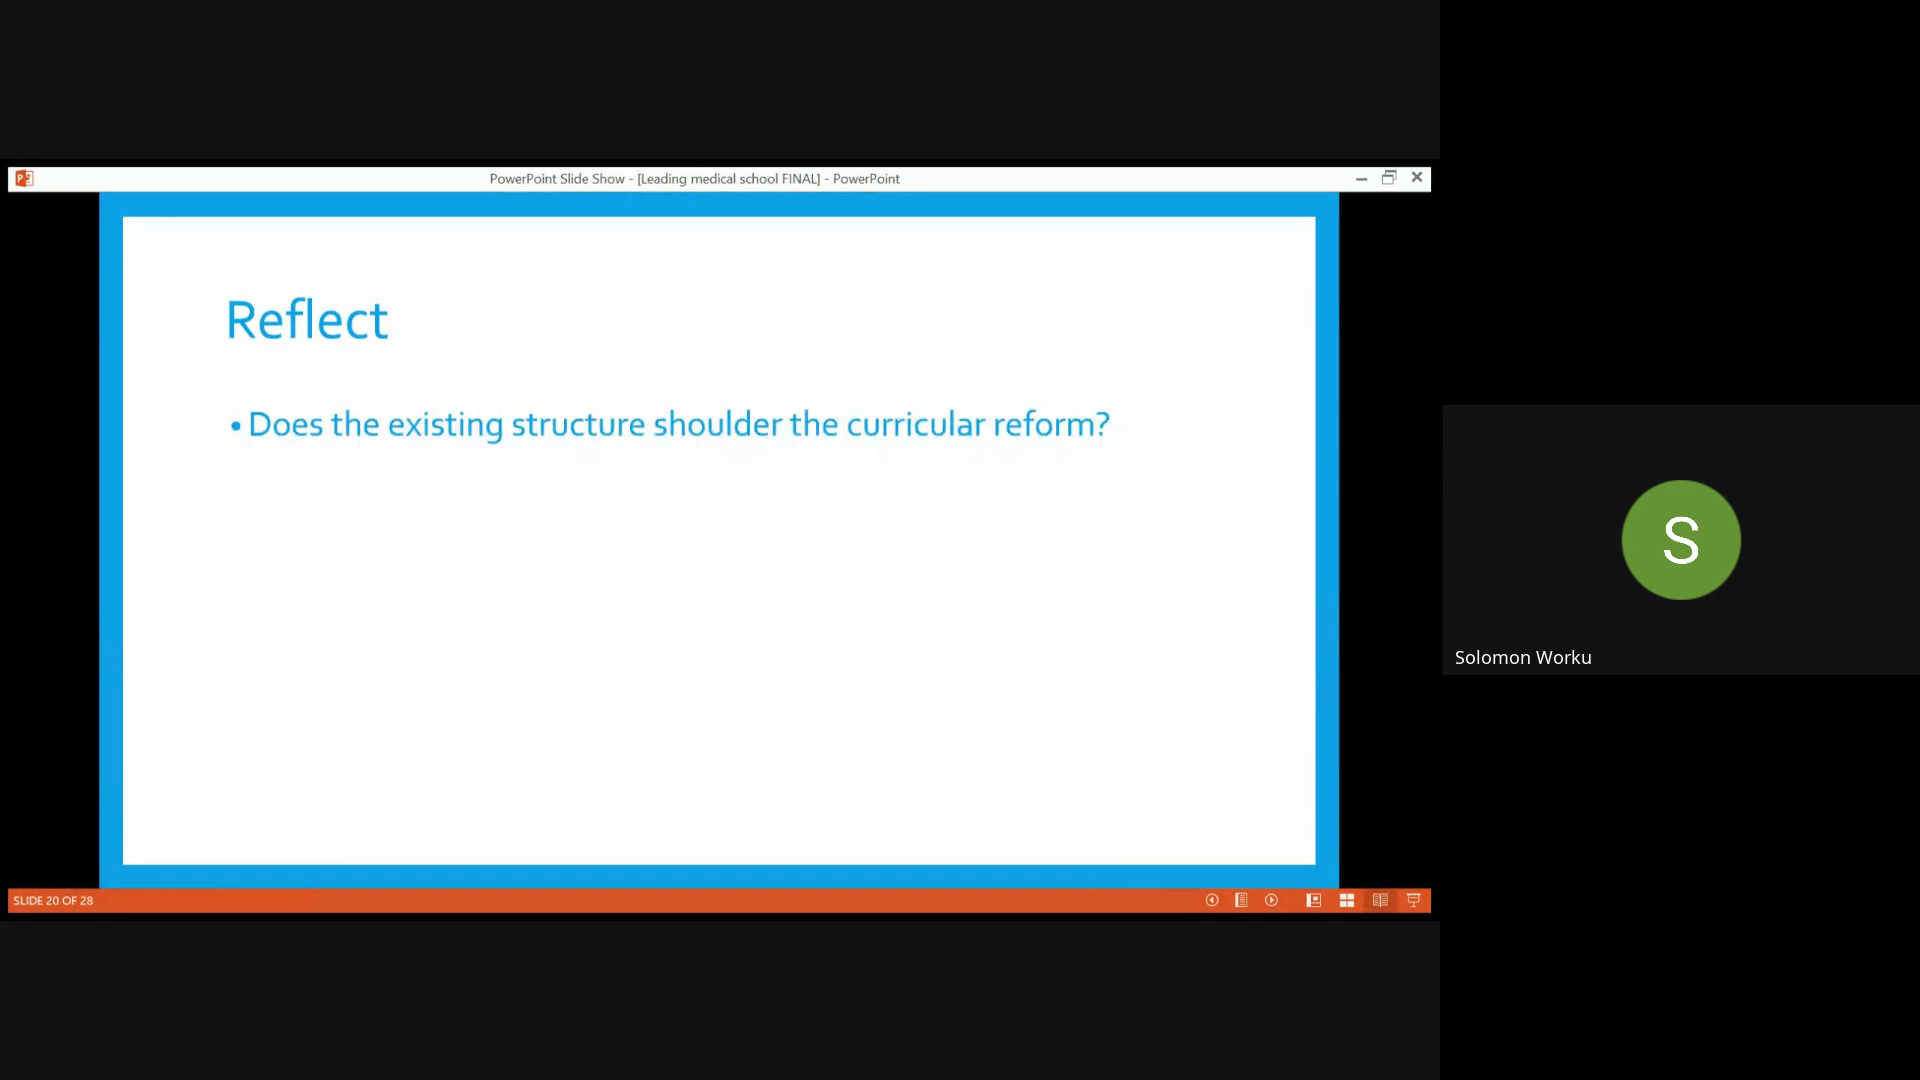 PowerPoint Slide Show - [Leading medical school FINAL] - PowerPoint
Reflect
• Does the existing structure shoulder the curricular reform?
S
Solomon Worku
SLIDE 20 OF 28